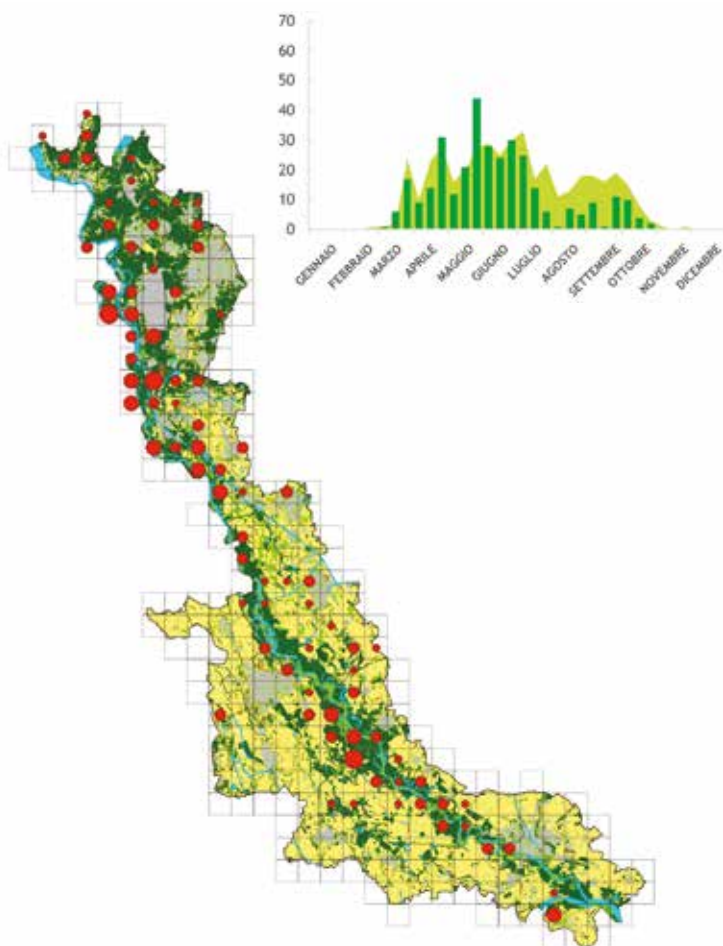 70
60
50
40
30
20
10
0
GENNAIO
FEBBRAIO
MARZO
APRILE
MAGGIO
GIUGNO
LUGLIO
AGOSTO
SETTEMBRE
OTTOBRE
NOVEMBRE
DICEMBRE